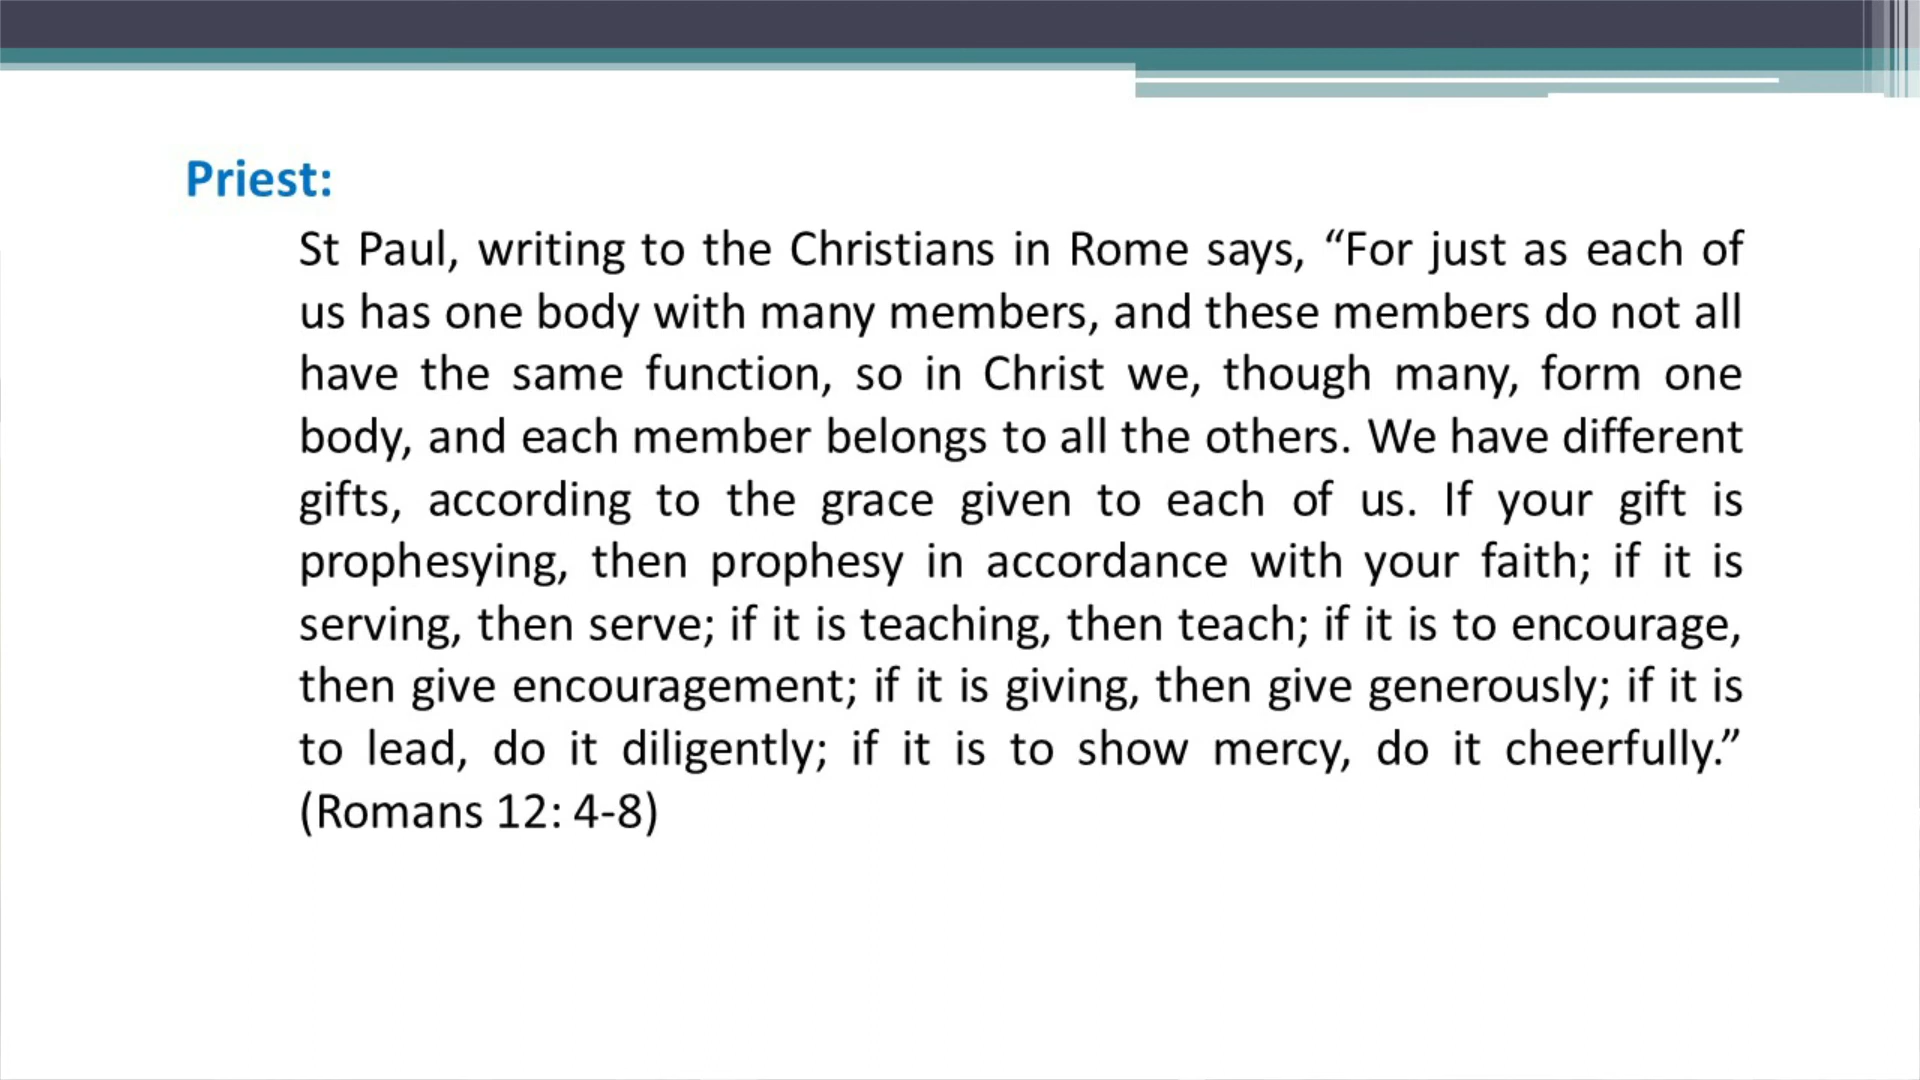 Priest:
St Paul, writing to the Christians in Rome says, “For just as each of
us has one body with many members, and these members do not all
have the same function, so in Christ we, though many, form one
body, and each member belongs to all the others. We have different
gifts, according to the grace given to each of us. If your gift is
prophesying, then prophesy in accordance with your faith; if it is
serving, then serve; if it is teaching, then teach; if it is to encourage,
then give encouragement; if it is giving, then give generously; if it is
to lead, do it diligently; if it is to show mercy, do it cheerfully.”
(Romans 12: 4-8)